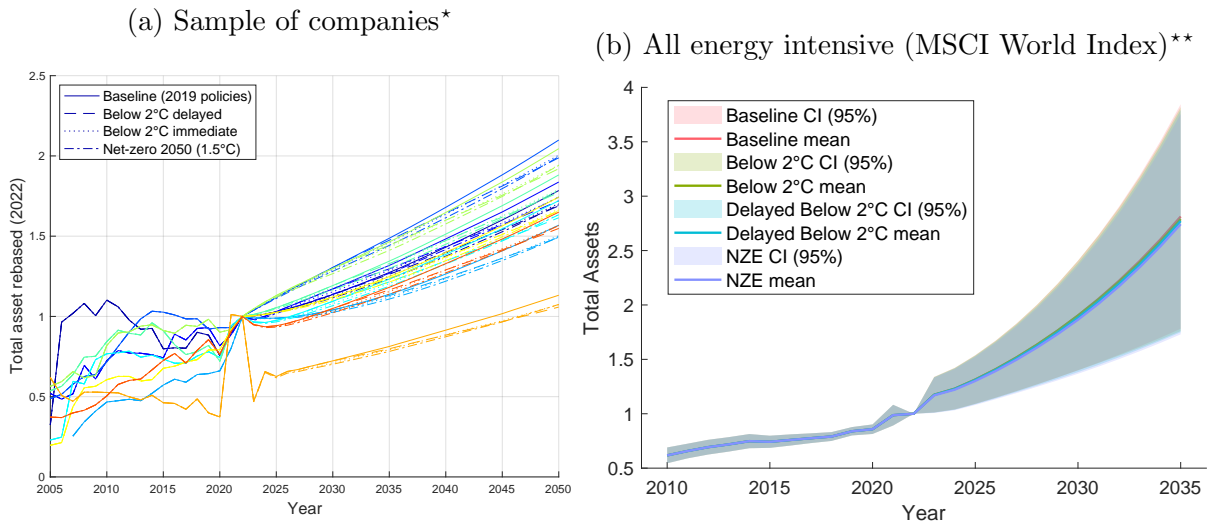 (a) Sample of companies⋆
2.5
2
1.5
1
0.5
0
Total asset rebased (2022)
Baseline (2019 policies)
Below 2°C delayed
Below 2°C immediate
Net-zero 2050 (1.5°C)
2005 2010 2015 2020 2025 2030 2035 2040 2045 2050
Year
(b) All energy intensive (MSCI World Index)⋆⋆
4
3.5
3
2.5
2
1.5
1
0.5
Total Assets
Baseline CI (95%)
Baseline mean
Below 2°C CI (95%)
Below 2°C mean
Delayed Below 2°C CI (95%)
Delayed Below 2°C mean
NZE CI (95%)
NZE mean
2010 2015 2020 2025 2030 2035
Year